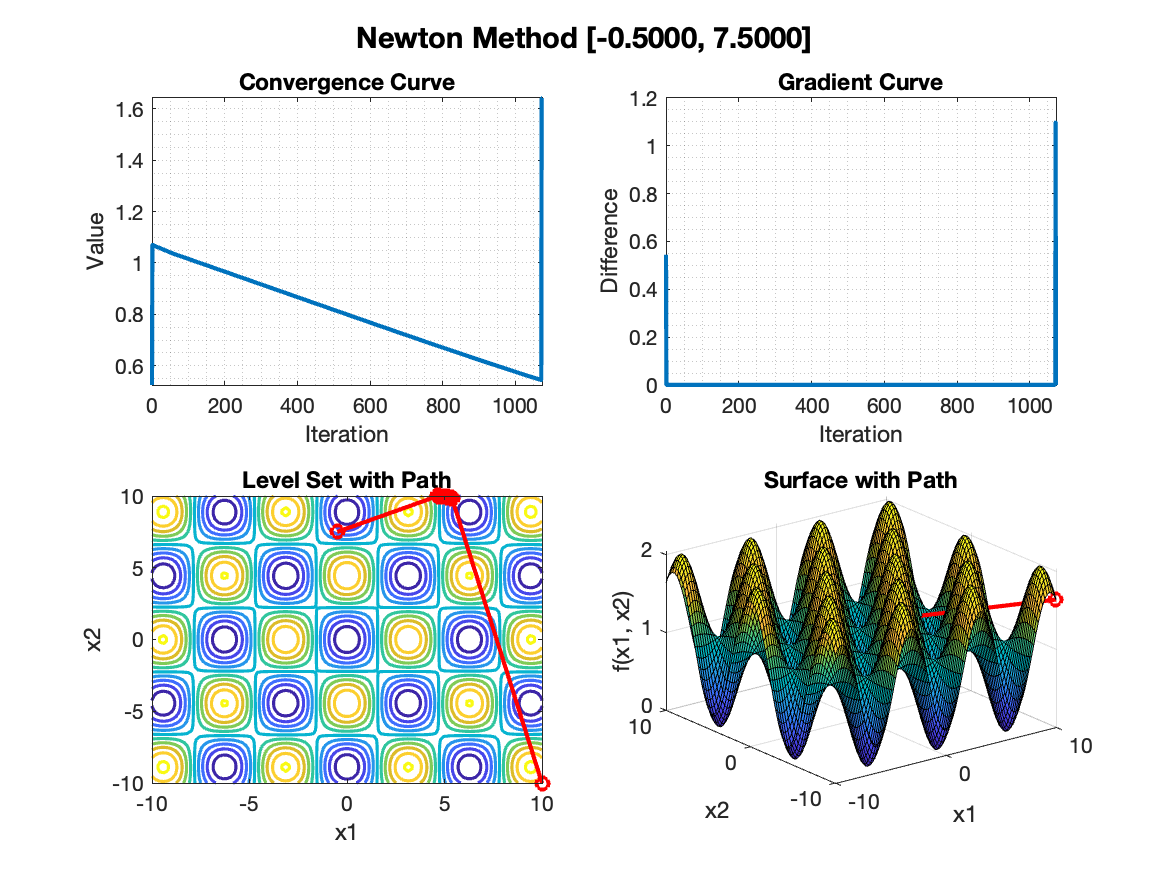 Newton Method [-0.5000, 7.5000]
Convergence Curve
Value
1.6
1.4
1.2
1
0.8
0.6
0 200 400 600 800 1000
Iteration
Gradient Curve
Difference
1.2
1
0.8
0.6
0.4
0.2
0
0 200 400 600 800 1000
Iteration
Level Set with Path
x2
10
5
0
-5
-10
-10 -5 0 5 10
x1
Surface with Path
f(x1, x2)
2
1
0
10
0
-10
x2
-10
0
10
x1